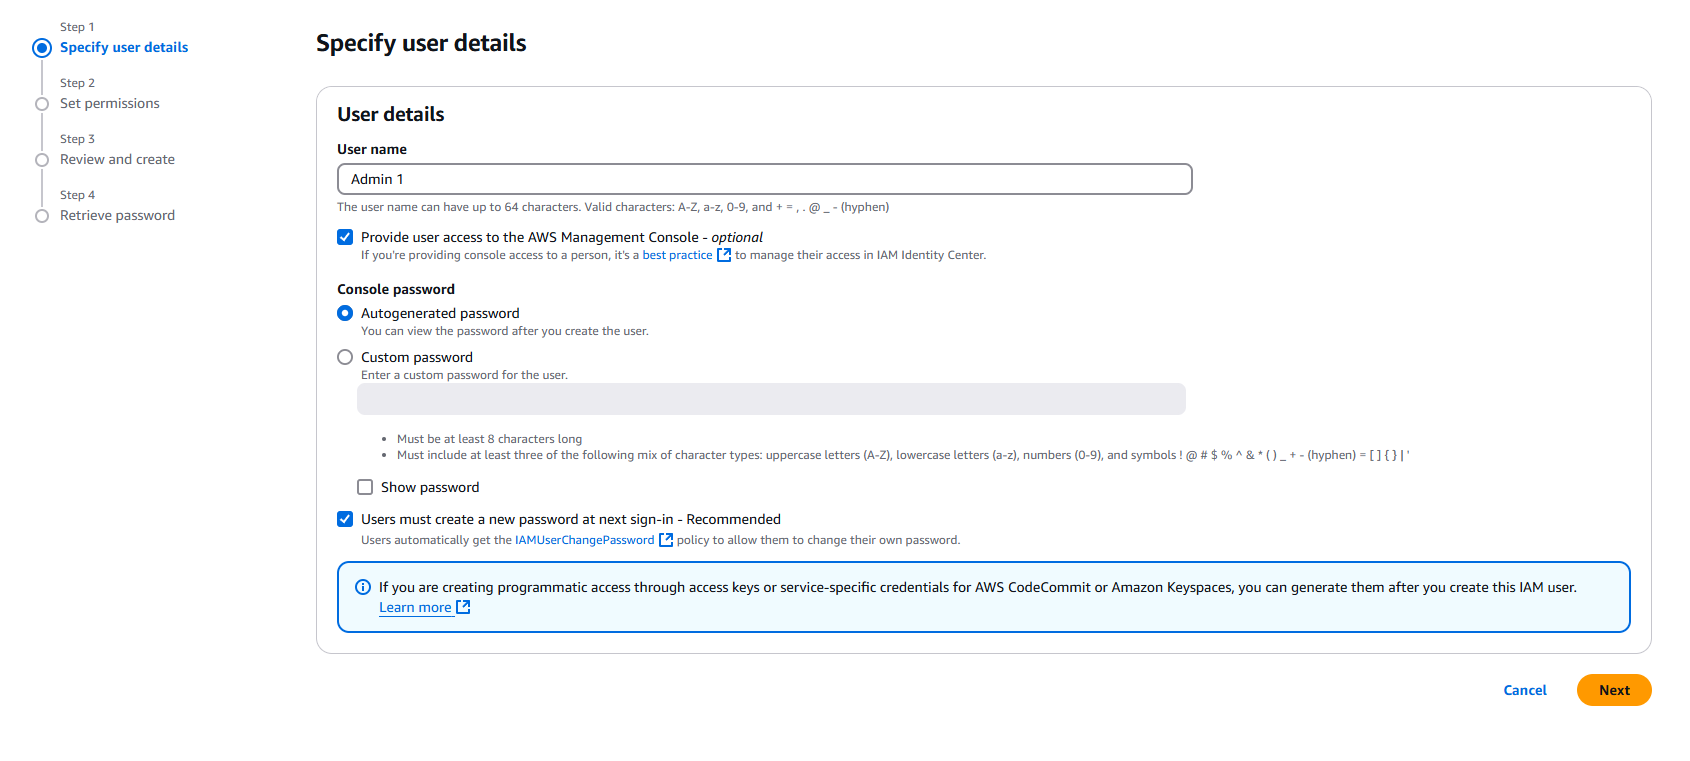 Step 1
Specify user details
Step 2
Set permissions
Step 3
Review and create
Step 4
Retrieve password
Specify user details
User details
User name
Admin 1
The user name can have up to 64 characters. Valid characters: A-Z, a-z, 0-9, and + = , . @ _ - (hyphen)
Provide user access to the AWS Management Console - optional
If you're providing console access to a person, it's a best practice to manage their access in IAM Identity Center.
Console password
Autogenerated password
You can view the password after you create the user.
Custom password
Enter a custom password for the user.
• Must be at least 8 characters long
• Must include at least three of the following mix of character types: uppercase letters (A-Z), lowercase letters (a-z), numbers (0-9), and symbols ! @ # $ % ^ & * ( ) _ + - (hyphen) = [ ] { } | '
Show password
Users must create a new password at next sign-in - Recommended
Users automatically get the IAMUserChangePassword policy to allow them to change their own password.
If you are creating programmatic access through access keys or service-specific credentials for AWS CodeCommit or Amazon Keyspaces, you can generate them after you create this IAM user.
Learn more
Cancel
Next